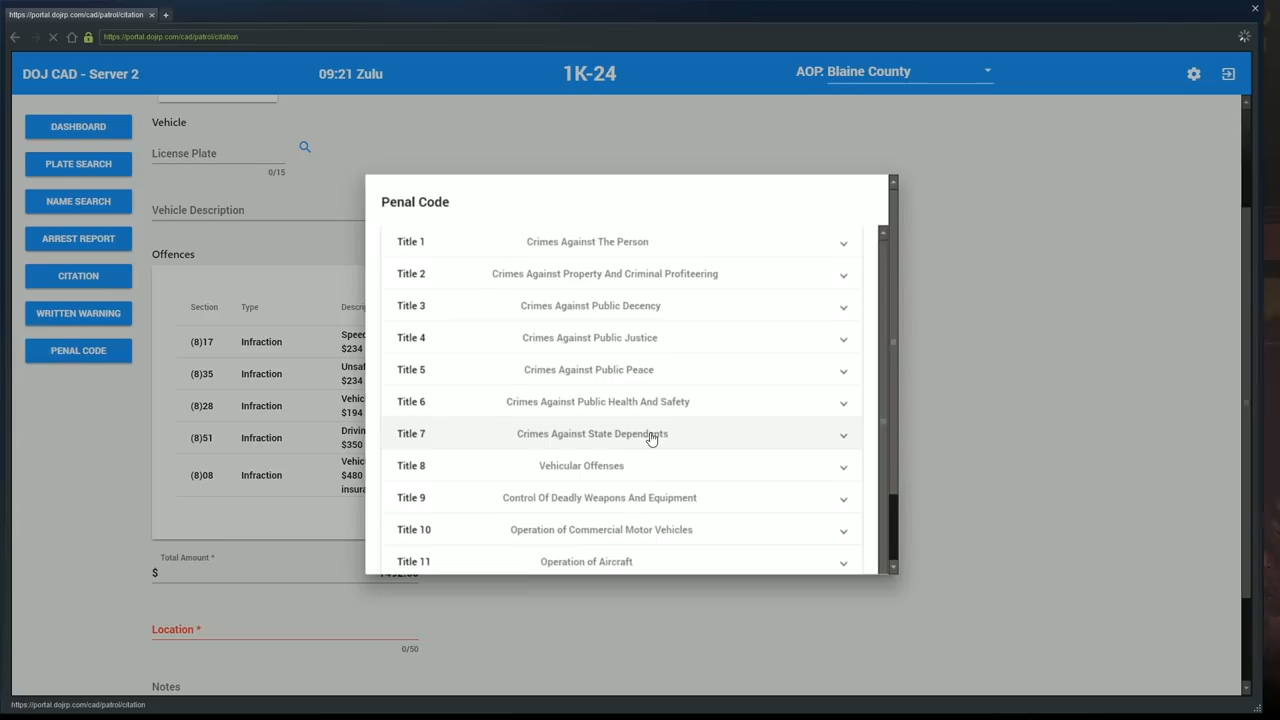 https://portal.dojrp.com/cad/patrol/citation
https://portal.dojrp.com/cad/patrol/citation
DOJ CAD - Server 2
09:21 Zulu
1K-24
AOP: Blaine County
DASHBOARD
PLATE SEARCH
NAME SEARCH
ARREST REPORT
CITATION
WRITTEN WARNING
PENAL CODE
Vehicle
License Plate
0/15
Vehicle Description
Offences
Section Type Descri
(8)17 Infraction Speed
$234
(8)35 Infraction Unsaf
$234
(8)28 Infraction Vehic
$194
(8)51 Infraction Drivin
$350
(8)08 Infraction Vehic
$480
insura
Total Amount *
$
Location *
0/50
Notes
Penal Code
Title 1 Crimes Against The Person
Title 2 Crimes Against Property And Criminal Profiteering
Title 3 Crimes Against Public Decency
Title 4 Crimes Against Public Justice
Title 5 Crimes Against Public Peace
Title 6 Crimes Against Public Health And Safety
Title 7 Crimes Against State Dependents
Title 8 Vehicular Offenses
Title 9 Control Of Deadly Weapons And Equipment
Title 10 Operation of Commercial Motor Vehicles
Title 11 Operation of Aircraft
https://portal.dojrp.com/cad/patrol/citation